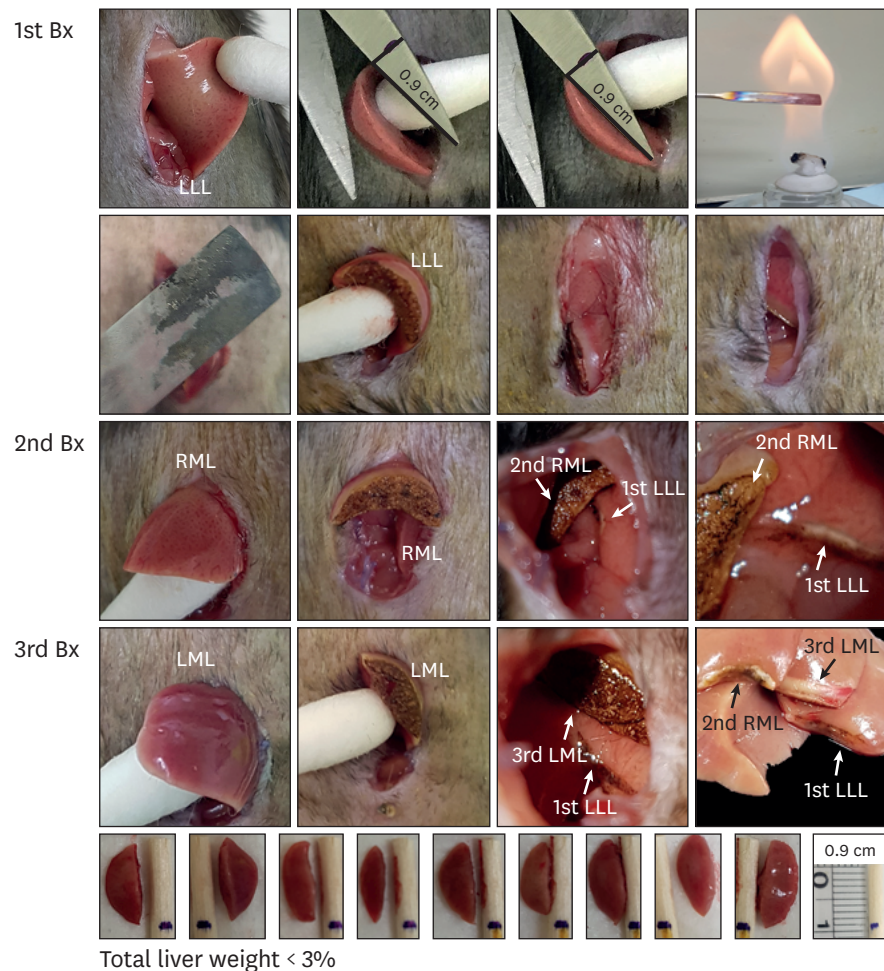 1st Bx
LLL
0.9 cm
0.9 cm
LLL
2nd Bx
RML
RML
2nd RML
1st LLL
2nd RML
1st LLL
3rd Bx
LML
LML
3rd LML
1st LLL
3rd LML
2nd RML
1st LLL
0.9 cm
0
1
Total liver weight < 3%